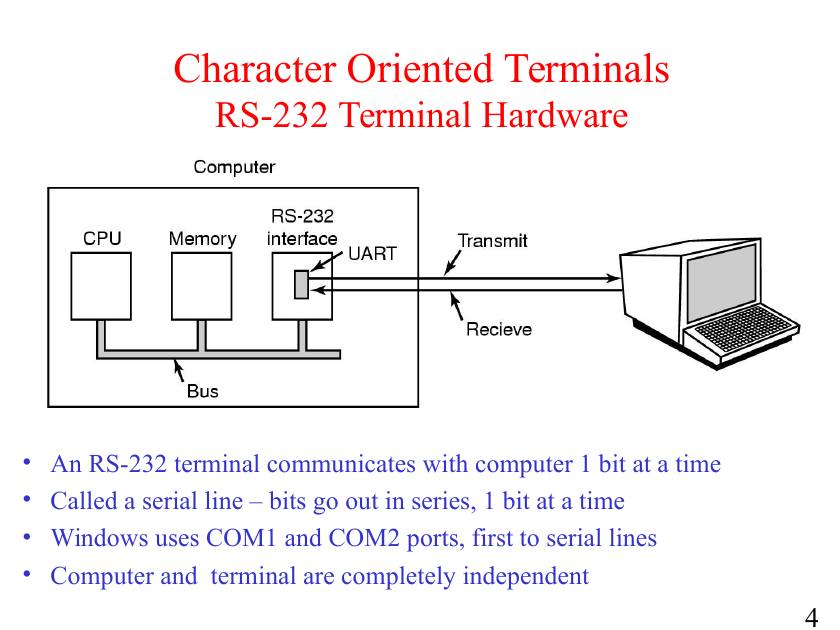 Character Oriented Terminals
RS-232 Terminal Hardware
Computer
CPU
Memory
RS-232
interface
UART
Transmit
Recieve
Bus
• An RS-232 terminal communicates with computer 1 bit at a time
• Called a serial line – bits go out in series, 1 bit at a time
• Windows uses COM1 and COM2 ports, first to serial lines
• Computer and  terminal are completely independent
4